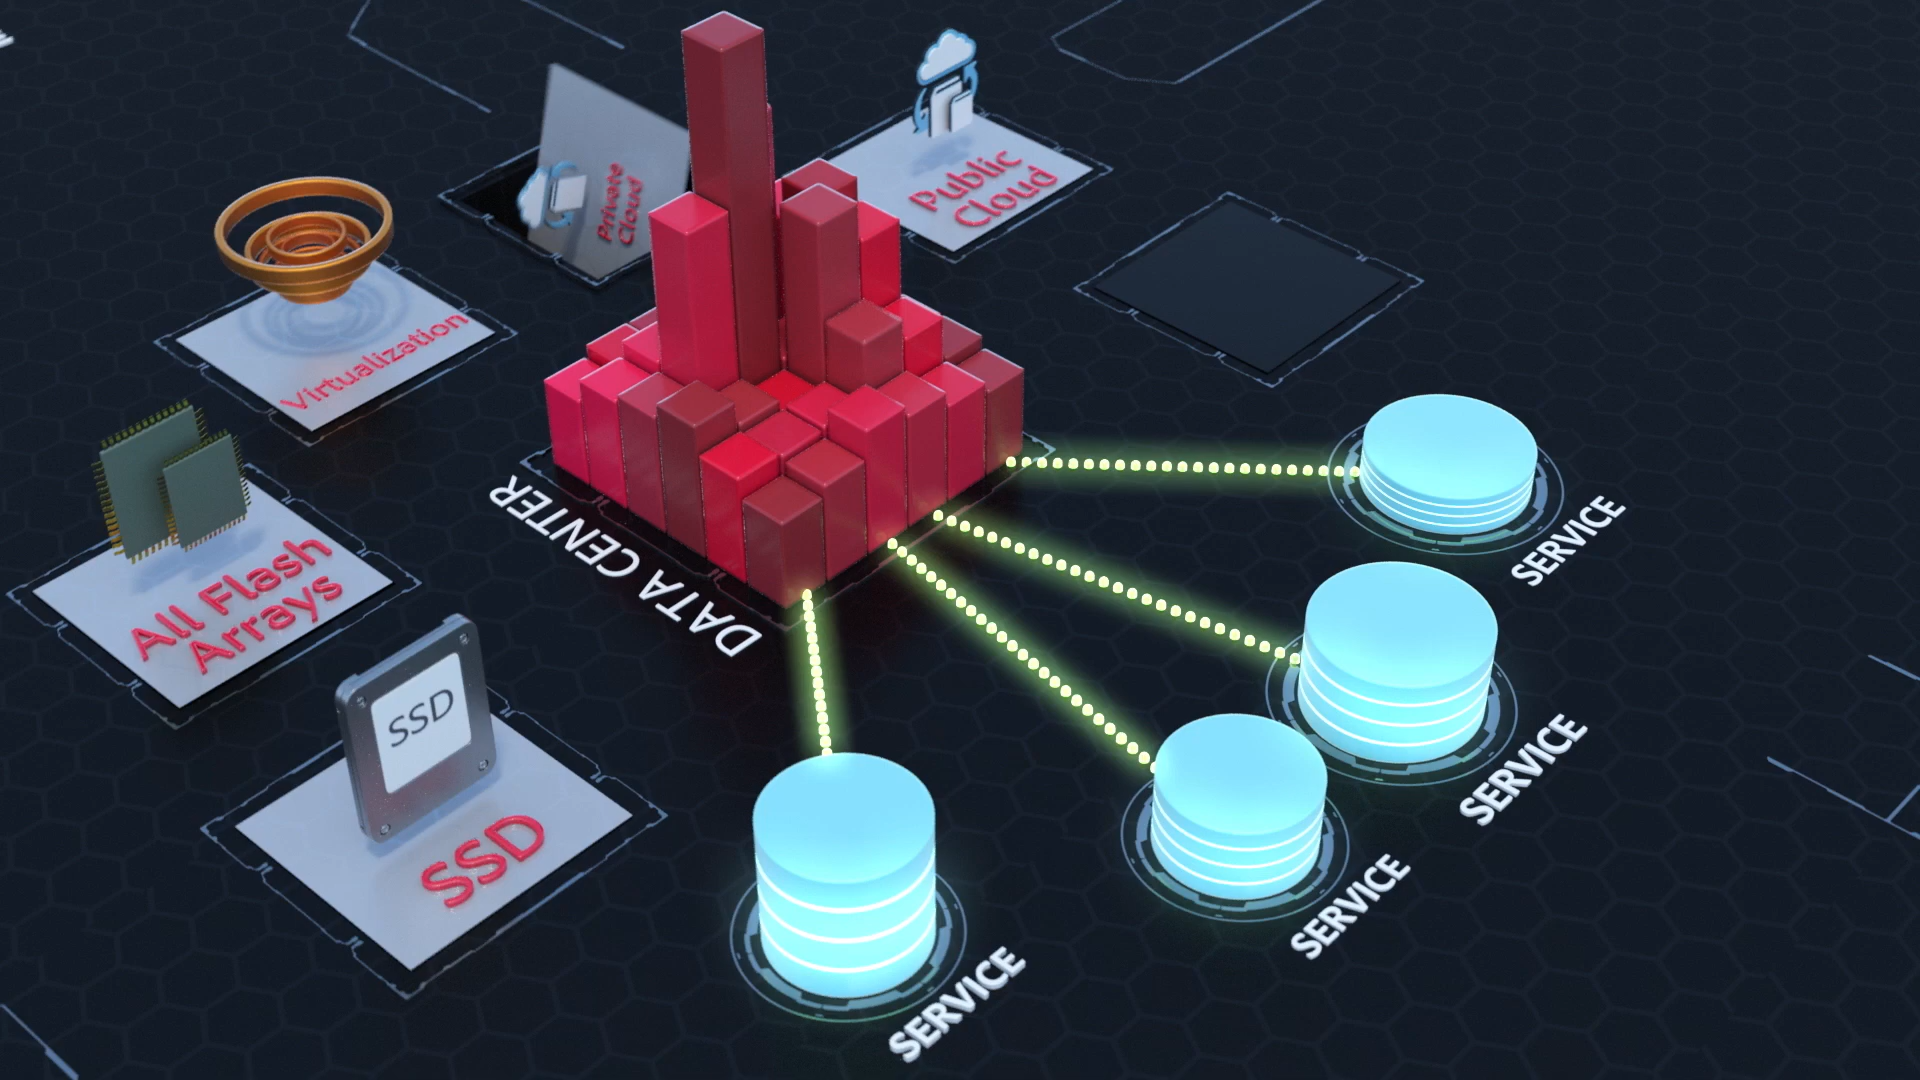 Public
Cloud
Private
Cloud
Virtualization
All Flash
Arrays
SSD
SSD
DATA CENTER
SERVICE
SERVICE
SERVICE
SERVICE